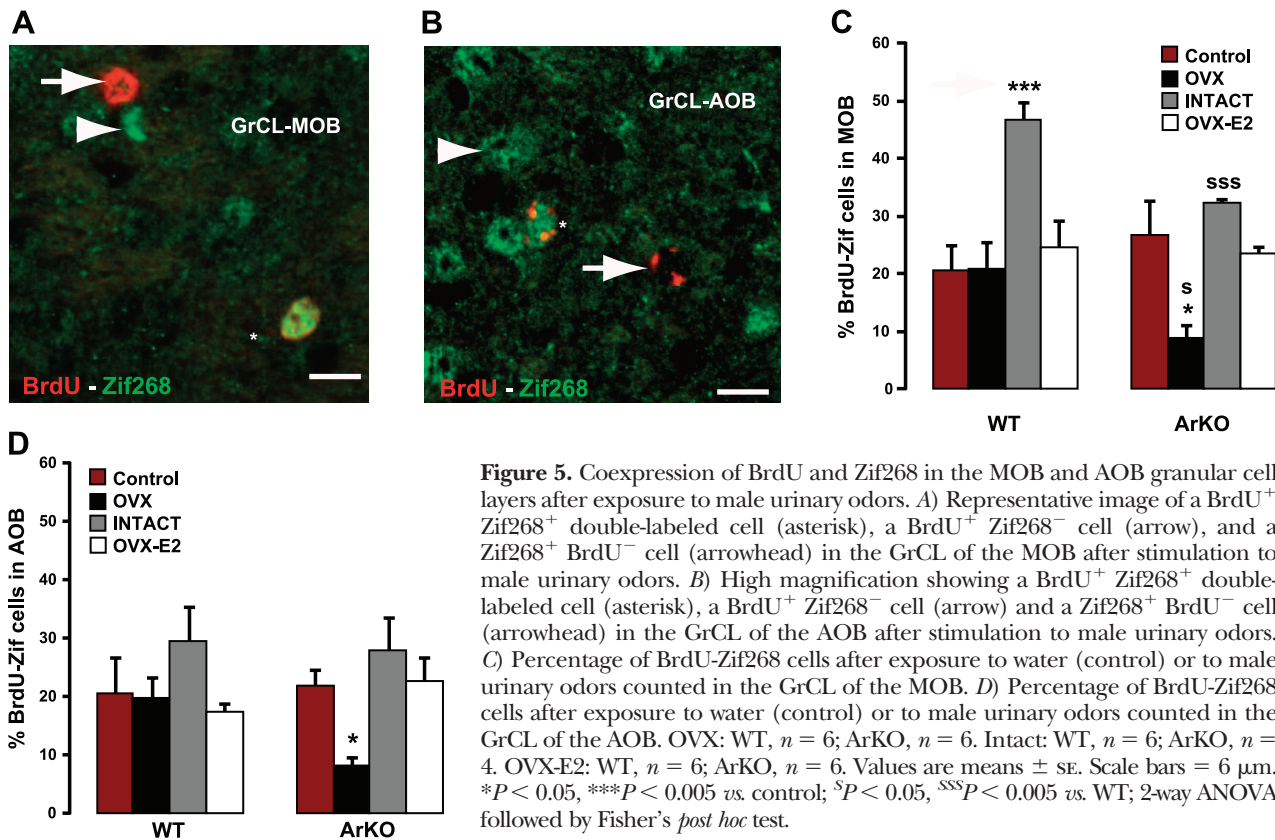 A
GrCL-MOB
*
BrdU - Zif268
B
GrCL-AOB
*
BrdU - Zif268
C
% BrdU-Zif cells in MOB
60
50
40
30
20
10
0
Control
OVX
INTACT
OVX-E2
***
sss
s
*
WT
ArKO
D
% BrdU-Zif cells in AOB
60
50
40
30
20
10
0
Control
OVX
INTACT
OVX-E2
*
WT
ArKO
Figure 5. Coexpression of BrdU and Zif268 in the MOB and AOB granular cell
layers after exposure to male urinary odors. A) Representative image of a BrdU⁺
Zif268⁺ double-labeled cell (asterisk), a BrdU⁺ Zif268⁻ cell (arrow), and a
Zif268⁺ BrdU⁻ cell (arrowhead) in the GrCL of the MOB after stimulation to
male urinary odors. B) High magnification showing a BrdU⁺ Zif268⁺ double-
labeled cell (asterisk), a BrdU⁺ Zif268⁻ cell (arrow) and a Zif268⁺ BrdU⁻ cell
(arrowhead) in the GrCL of the AOB after stimulation to male urinary odors.
C) Percentage of BrdU-Zif268 cells after exposure to water (control) or to male
urinary odors counted in the GrCL of the MOB. D) Percentage of BrdU-Zif268
cells after exposure to water (control) or to male urinary odors counted in the
GrCL of the AOB. OVX: WT, n = 6; ArKO, n = 6. Intact: WT, n = 6; ArKO, n =
4. OVX-E2: WT, n = 6; ArKO, n = 6. Values are means ± SE. Scale bars = 6 μm.
*P < 0.05, ***P < 0.005 vs. control; ˢP < 0.05, ˢˢˢP < 0.005 vs. WT; 2-way ANOVA
followed by Fisher's post hoc test.